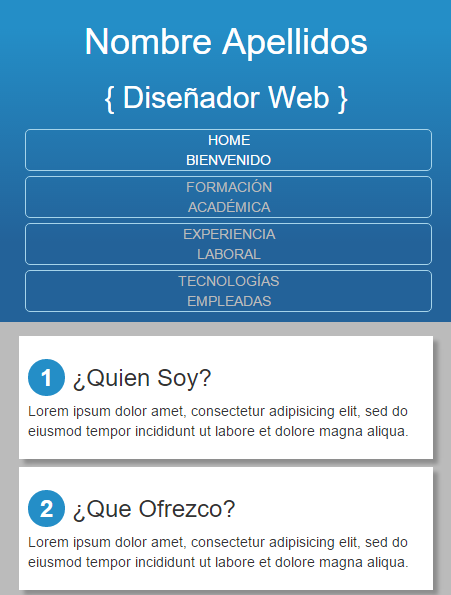 Nombre Apellidos
{ Diseñador Web }
HOME
BIENVENIDO
FORMACIÓN
ACADÉMICA
EXPERIENCIA
LABORAL
TECNOLOGÍAS
EMPLEADAS
1 ¿Quien Soy?
Lorem ipsum dolor amet, consectetur adipisicing elit, sed do
eiusmod tempor incididunt ut labore et dolore magna aliqua.
2 ¿Que Ofrezco?
Lorem ipsum dolor amet, consectetur adipisicing elit, sed do
eiusmod tempor incididunt ut labore et dolore magna aliqua.